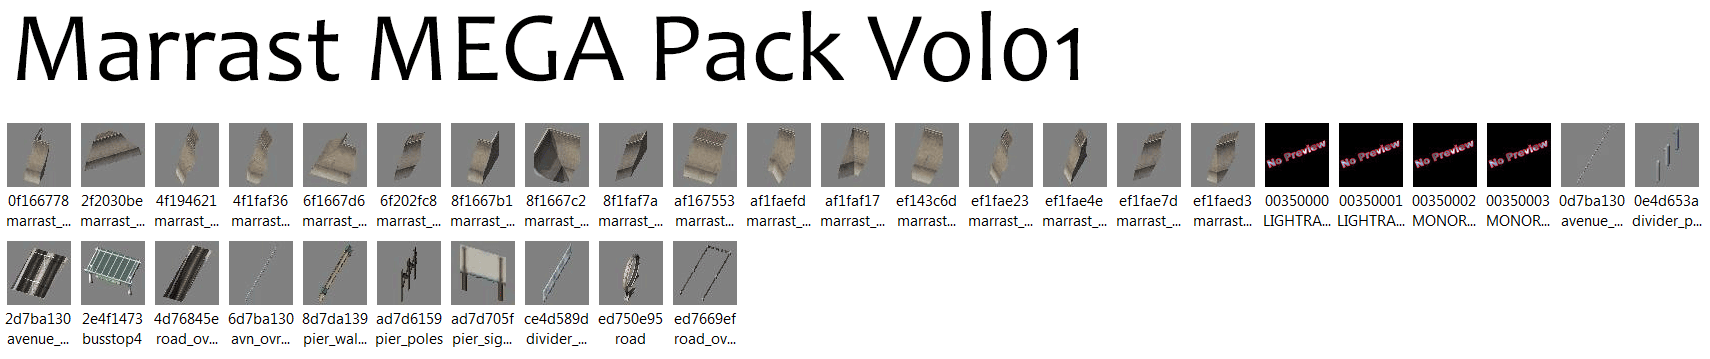 Marrast MEGA Pack Vol01
No Preview No Preview No Preview No Preview
0f166778 2f2030be 4f194621 4f1faf36 6f1667d6 6f202fc8 8f1667b1 8f1667c2 8f1faf7a af167553 af1faefd af1faf17 ef143c6d ef1fae23 ef1fae4e ef1fae7d ef1faed3 00350000 00350001 00350002 00350003 0d7ba130 0e4d653a
marrast_... marrast_... marrast_... marrast... marrast_... marrast_... marrast_... marrast_... marrast_... marrast... marrast_... marrast_... marrast... marrast_... marrast_... marrast_... marrast... LIGHTRA... LIGHTRA... MONOR... MONOR... avenue_... divider_p...
2d7ba130 2e4f1473 4d76845e 6d7ba130 8d7da139 ad7d6159 ad7d705f ce4d589d ed750e95 ed7669ef
avenue_... busstop4 road_ov... avn_ovr... pier_wal... pier_poles pier_sig... divider_... road road_ov...